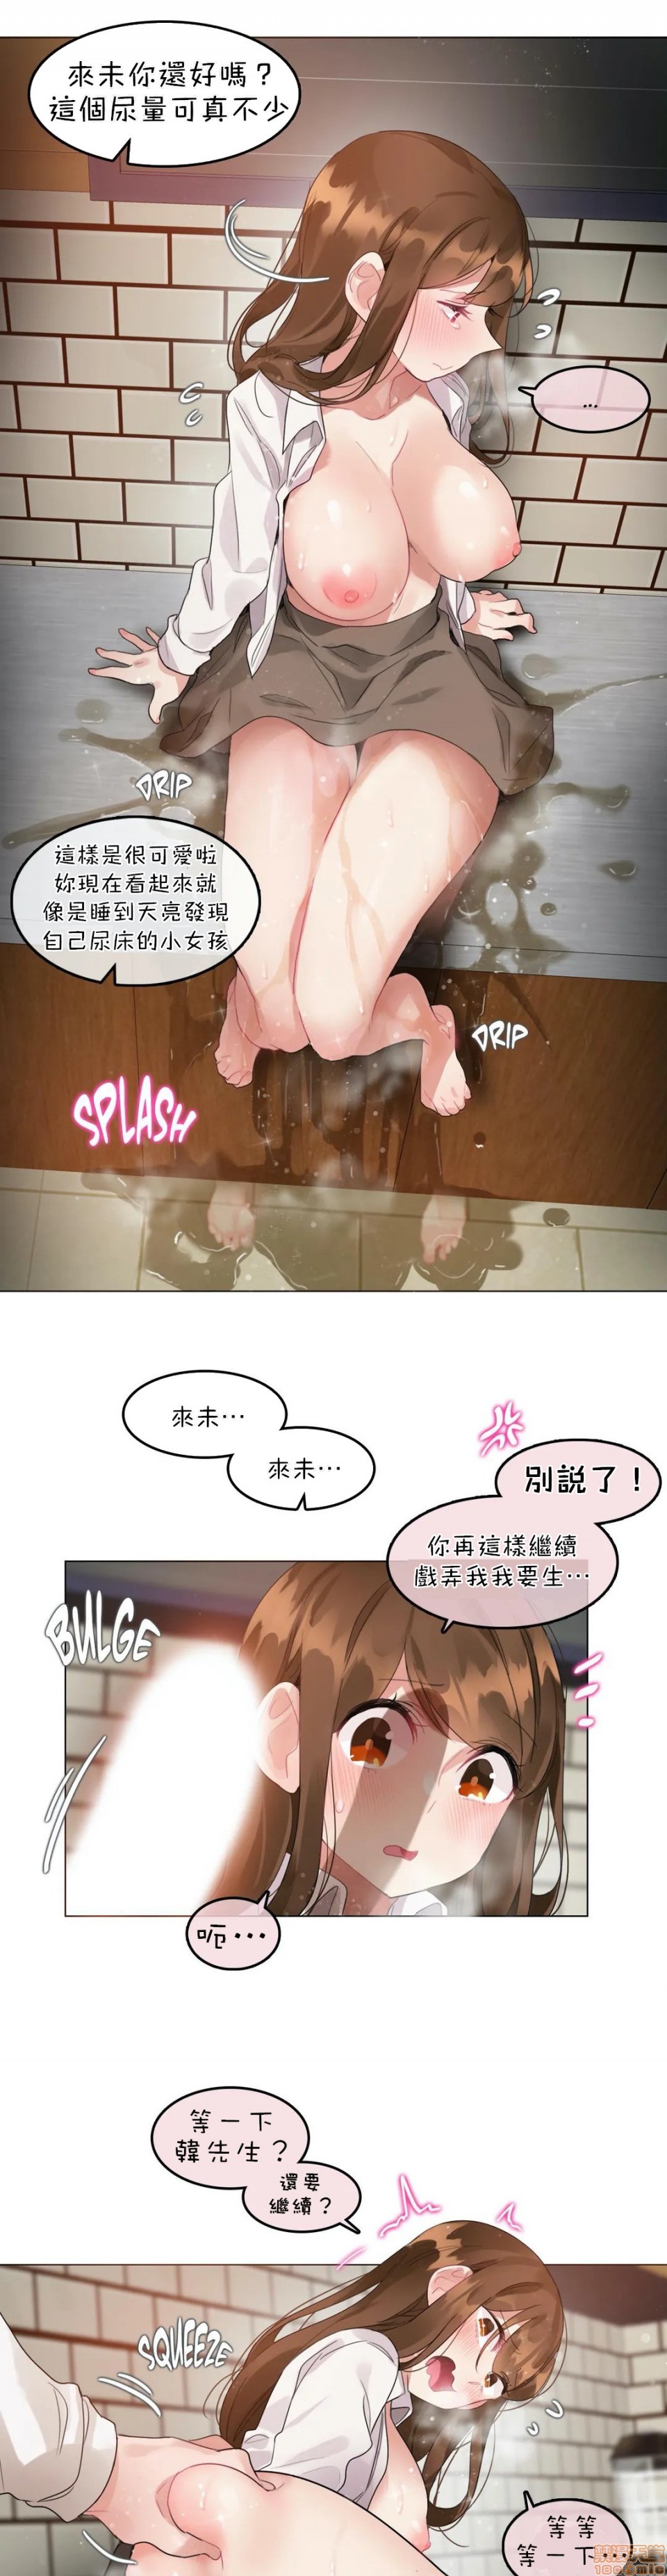 來未你還好嗎？
這個尿量可真不少
...
DRIP
這樣是很可愛啦
妳現在看起來就
像是睡到天亮發現
自己尿床的小女孩
DRIP
SPLASH
來未…
來未…
別説了！
你再這樣繼續
戲弄我我要生…
BULGE
呃…
等一下
韓先生？
還要
繼續？
SQUEEZE
等等
等一下…